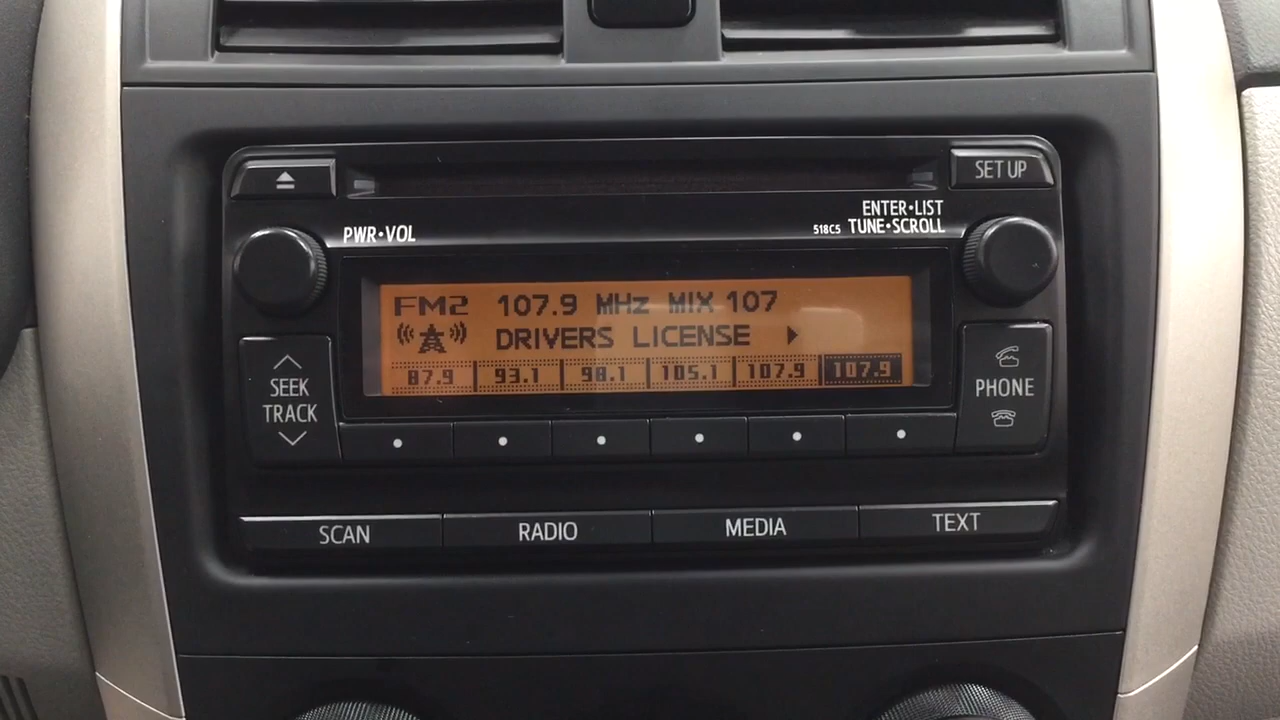 SET UP
ENTER•LIST
PWR•VOL
518C5 TUNE•SCROLL
FM2 107.9 MHz MIX 107
DRIVERS LICENSE
87.9 93.1 98.1 105.1 107.9 107.9
SEEK
TRACK
PHONE
SCAN RADIO MEDIA TEXT